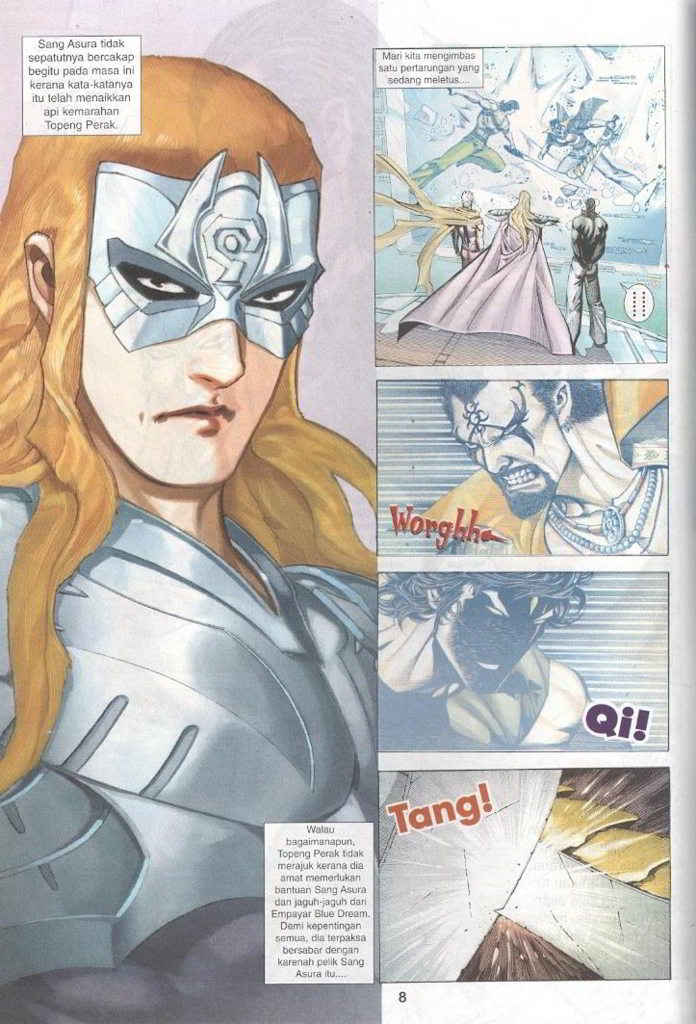 Sang Asura tidak
sepatutnya bercakap
begitu pada masa ini
kerana kata-katanya
itu telah menaikkan
api kemarahan
Topeng Perak.
Walau
bagaimanapun,
Topeng Perak tidak
merajuk kerana dia
amat memerlukan
bantuan Sang Asura
dan jaguh-jaguh dari
Empayar Blue Dream.
Demi kepentingan
semua, dia terpaksa
bersabar dengan
karenah pelik Sang
Asura itu....
Mari kita mengimbas
satu pertarungan yang
sedang meletus....
Worghhh
Qi!
Tang!
8